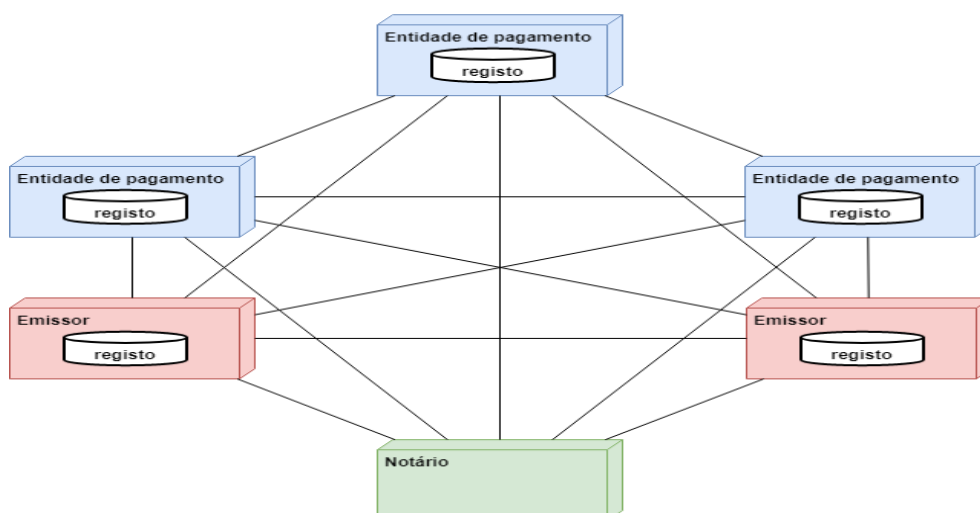 Entidade de pagamento
registo
Entidade de pagamento
registo
Entidade de pagamento
registo
Emissor
registo
Emissor
registo
Notário